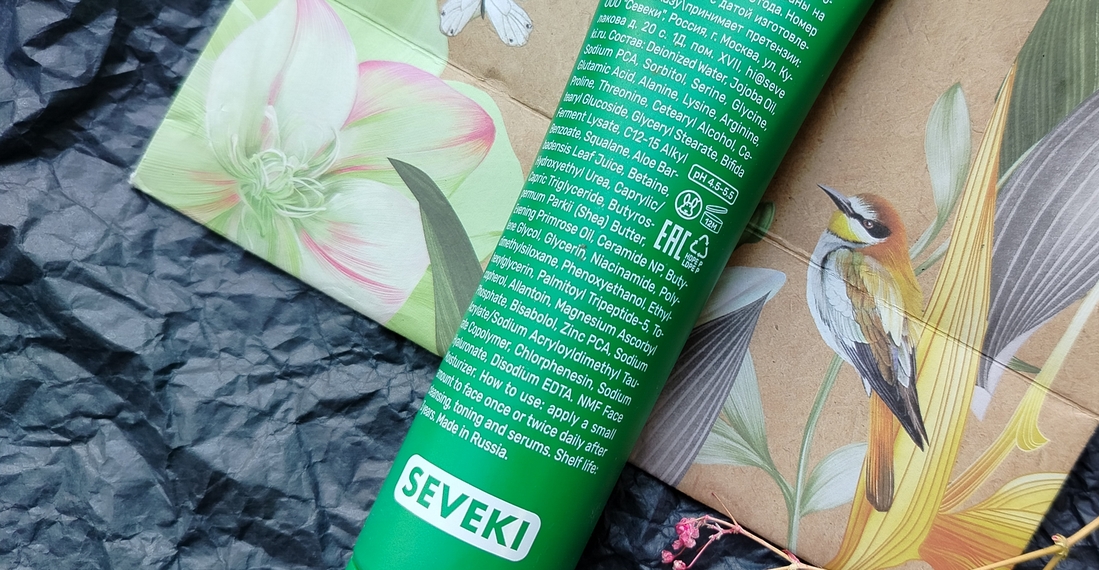 с датой изготовле-
ООО "Севеки", Россия, г. Москва, ул. Ку-
лакова д. 20 с. 1Д, пом. XVII, hi@seve
ki.ru. Состав: Deionized Water, Jojoba Oil,
Sodium PCA, Sorbitol, Serine, Glycine,
Glutamic Acid, Alanine, Lysine, Arginine,
Proline, Threonine, Cetearyl Alcohol, Ce-
tearyl Glucoside, Glyceryl Stearate, Bifida
Ferment Lysate, C12-15 Alkyl
Benzoate, Squalane, Aloe Bar-
badensis Leaf Juice, Betaine,
Hydroxyethyl Urea, Caprylic/
Capric Triglyceride, Butyros-
permum Parkii (Shea) Butter,
Evening Primrose Oil, Ceramide NP, Buty-
lene Glycol, Glycerin, Niacinamide, Poly-
methylsiloxane, Phenoxyethanol, Ethyl-
hexylglycerin, Palmitoyl Tripeptide-5, To-
copherol, Allantoin, Magnesium Ascorbyl
Phosphate, Bisabolol, Zinc PCA, Sodium
Acrylate/Sodium Acryloyldimethyl Tau-
rate Copolymer, Chlorphenesin, Sodium
Hyaluronate, Disodium EDTA. NMF Face
Moisturizer. How to use: apply a small
amount to face once or twice daily after
cleansing, toning and serums. Shelf life:
years. Made in Russia.
pH 4.5-5.5
12M
EAC
HDPE P
LDPE P
SEVEKI